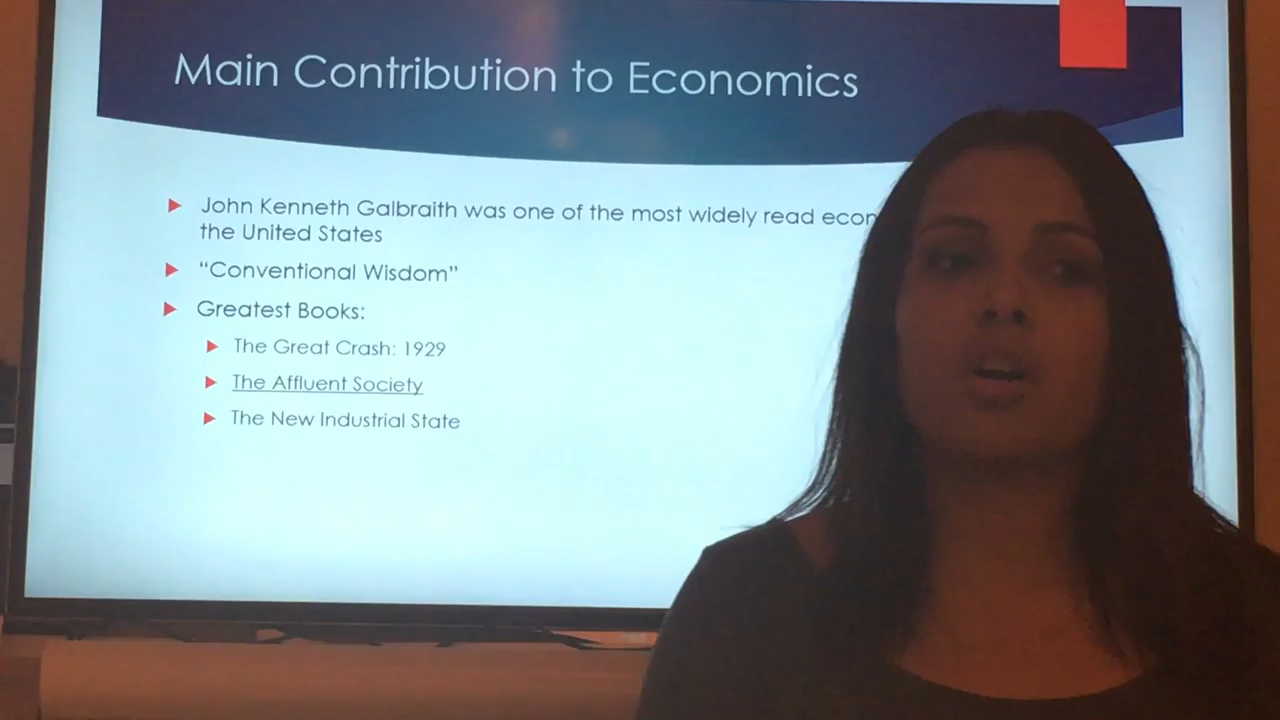 Main Contribution to Economics
John Kenneth Galbraith was one of the most widely read
the United States
“Conventional Wisdom”
Greatest Books:
The Great Crash: 1929
The Affluent Society
The New Industrial State